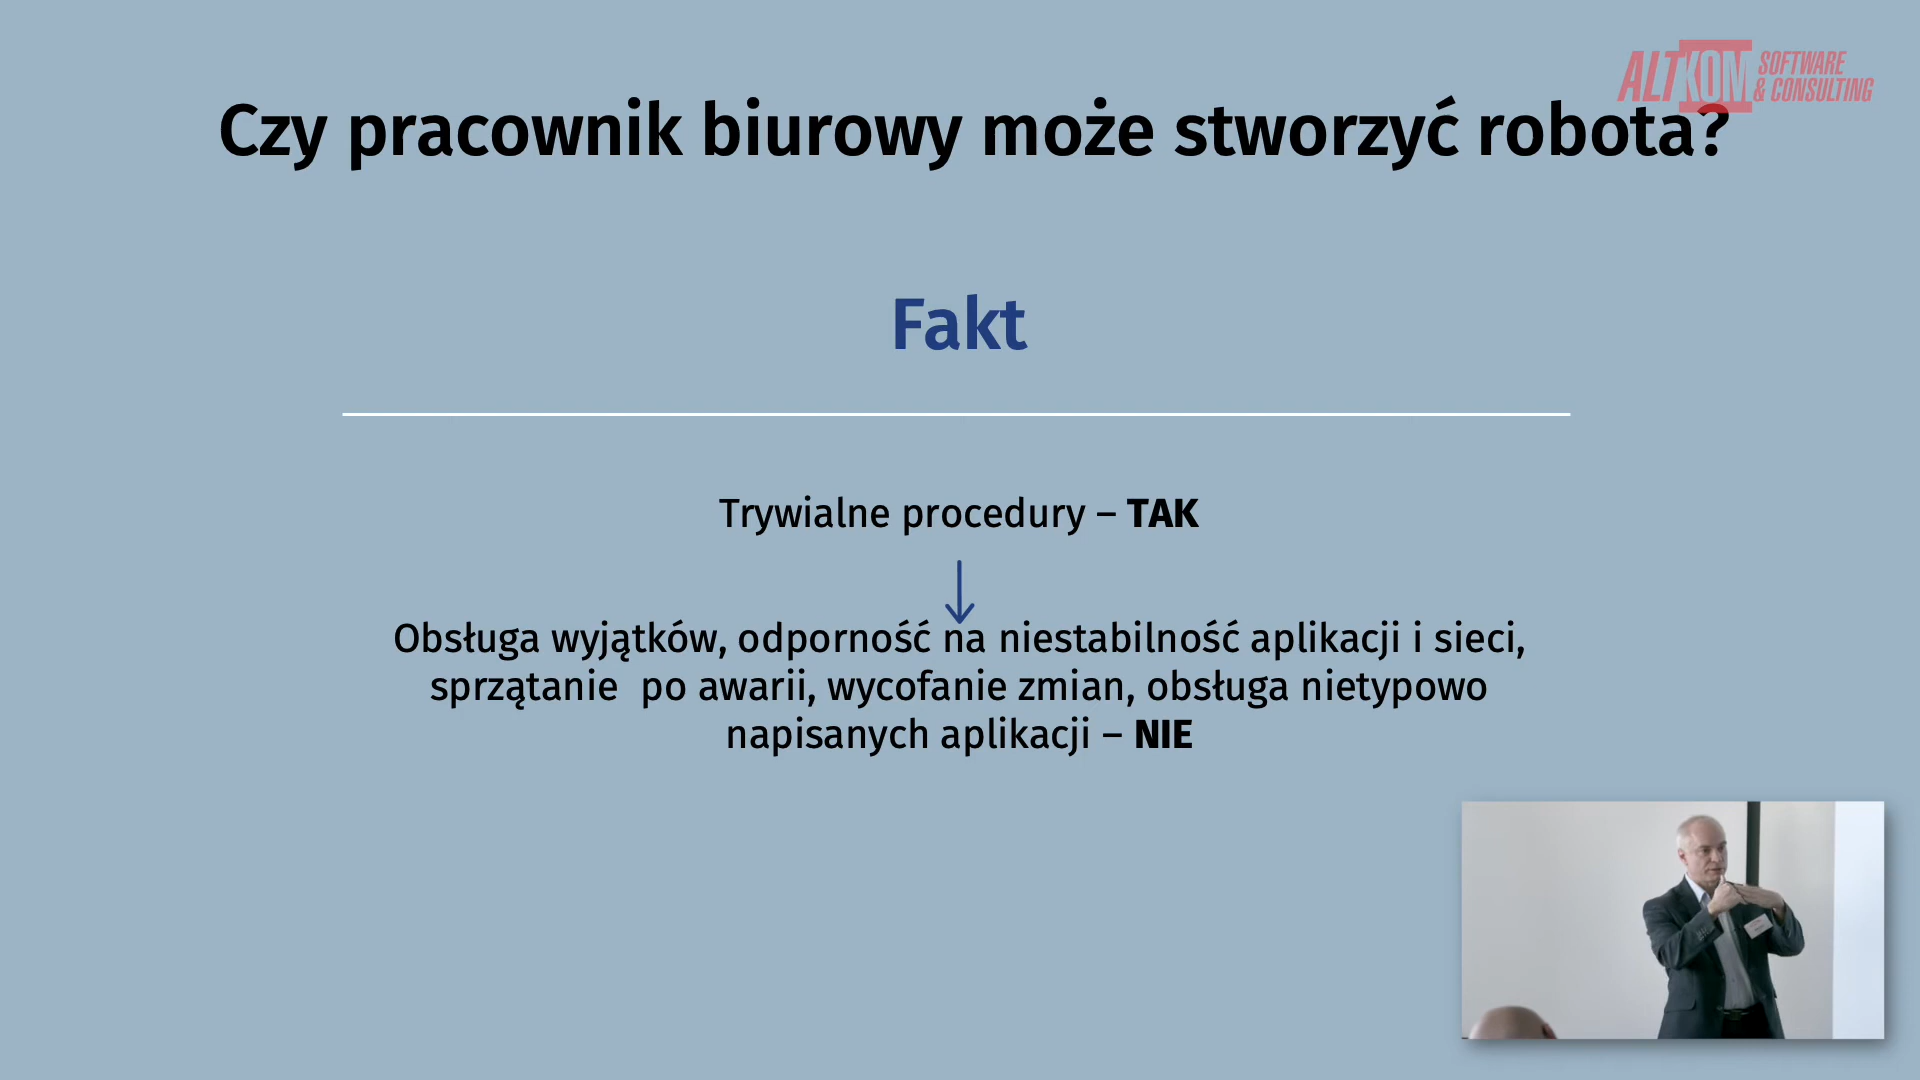 ALTKOM SOFTWARE
& CONSULTING
Czy pracownik biurowy może stworzyć robota?
Fakt
Trywialne procedury – TAK
Obsługa wyjątków, odporność na niestabilność aplikacji i sieci,
sprzątanie  po awarii, wycofanie zmian, obsługa nietypowo
napisanych aplikacji – NIE